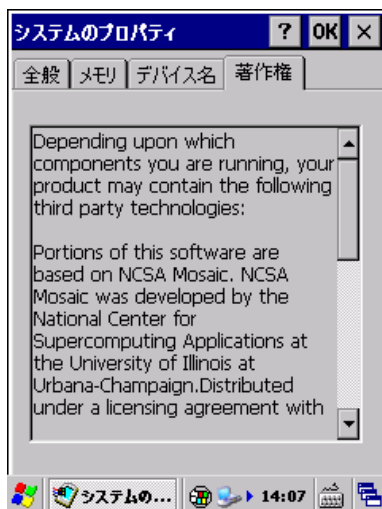 システムのプロパティ ? OK ×
全般 メモリ デバイス名 著作権
Depending upon which
components you are running, your
product may contain the following
third party technologies:
Portions of this software are
based on NCSA Mosaic. NCSA
Mosaic was developed by the
National Center for
Supercomputing Applications at
the University of Illinois at
Urbana-Champaign.Distributed
under a licensing agreement with
システムの... 14:07